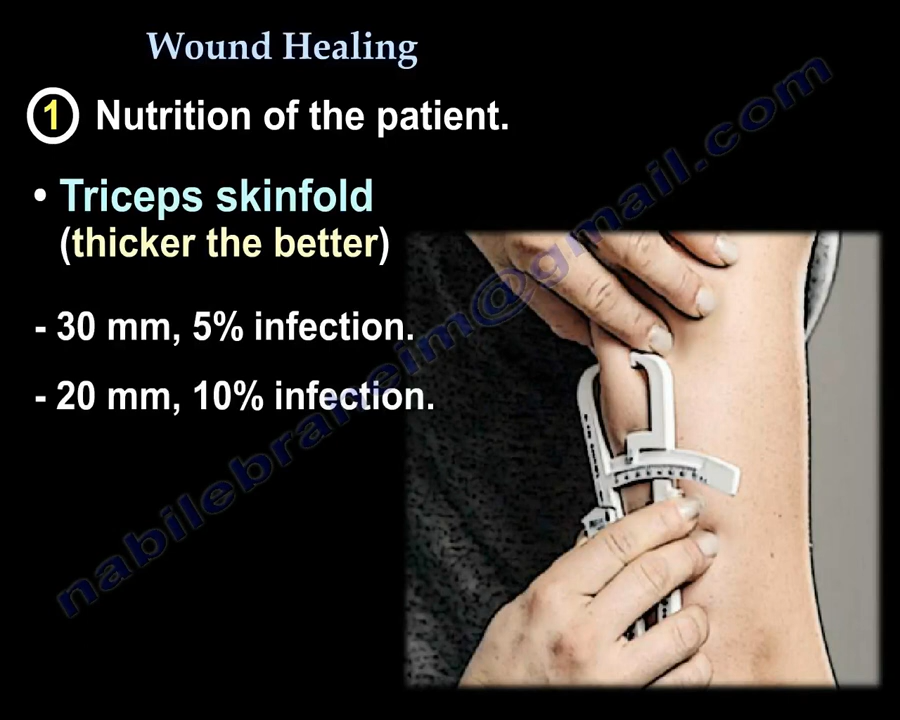 Wound Healing
1 Nutrition of the patient.
• Triceps skinfold
(thicker the better)
- 30 mm, 5% infection.
- 20 mm, 10% infection.
nabilebraheim@gmail.com